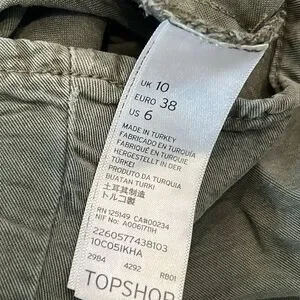 UK 10
EURO 38
US 6
MADE IN TURKEY
FABRICADO EN TURQUÍA
FABRIQUÉ EN TURQUIE
HERGESTELLT IN DER
TÜRKEI
PRODUTO DA TURQUIA
BUATAN TURKI
土耳其制造
トルコ製
RN 125149 CA#00234
NIF No: A0061711H
2260577438103
10C05IKHA
2984 4292 R801
TOPSHOP